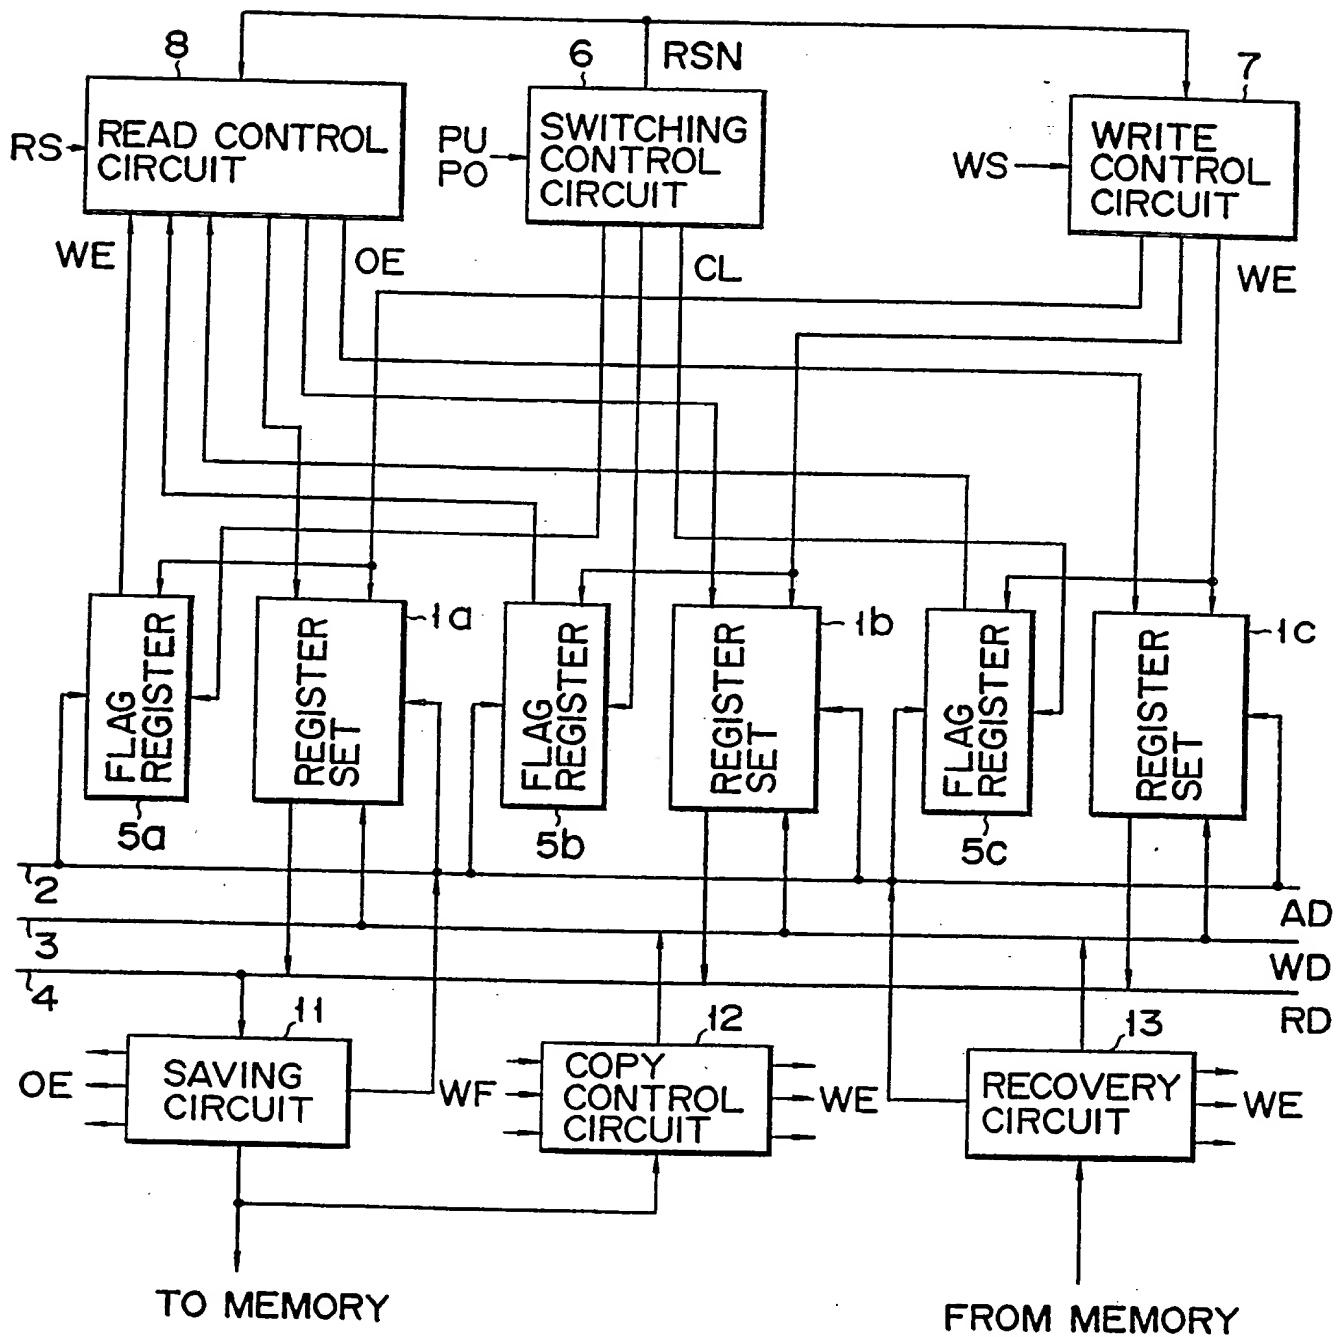 8
6
RSN
7
RS
READ CONTROL
CIRCUIT
PU
PO
SWITCHING
CONTROL
CIRCUIT
WS
WRITE
CONTROL
CIRCUIT
WE
OE
CL
WE
FLAG
REGISTER
5a
REGISTER
SET
1a
FLAG
REGISTER
5b
REGISTER
SET
1b
FLAG
REGISTER
5c
REGISTER
SET
1c
2
AD
3
WD
4
RD
11
12
13
OE
SAVING
CIRCUIT
WF
COPY
CONTROL
CIRCUIT
WE
RECOVERY
CIRCUIT
WE
TO MEMORY
FROM MEMORY